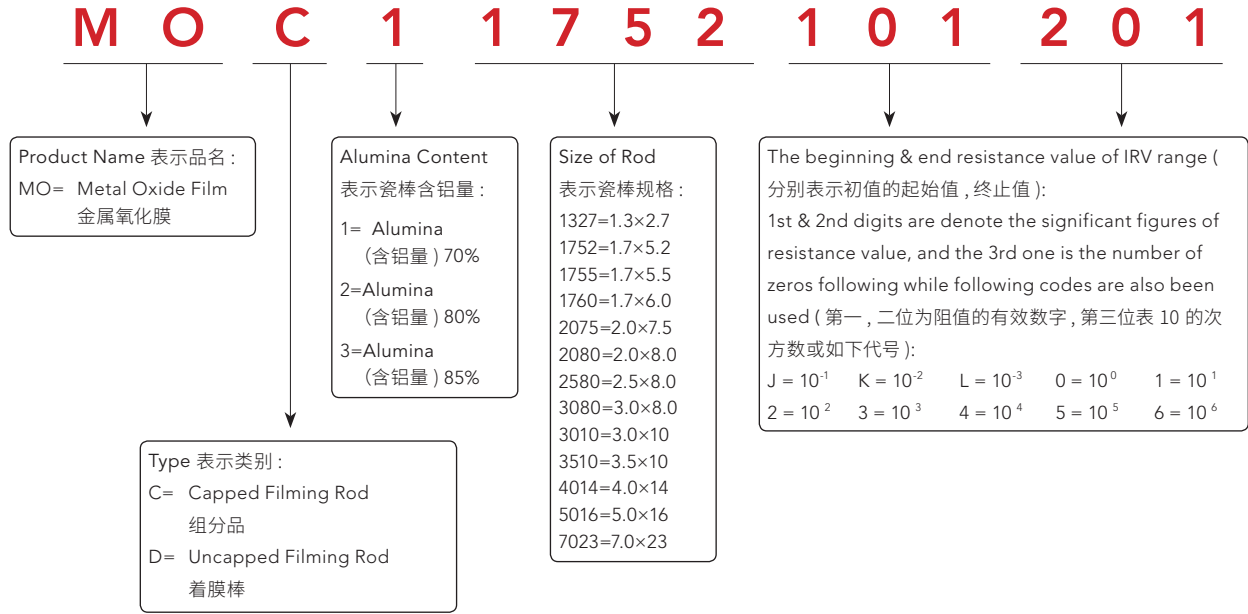 M O C 1 1 7 5 2 1 0 1 2 0 1
Product Name 表示品名 :
MO= Metal Oxide Film
金属氧化膜
Alumina Content
表示瓷棒含铝量 :
1= Alumina
(含铝量 ) 70%
2=Alumina
(含铝量 ) 80%
3=Alumina
(含铝量 ) 85%
Size of Rod
表示瓷棒规格 :
1327=1.3×2.7
1752=1.7×5.2
1755=1.7×5.5
1760=1.7×6.0
2075=2.0×7.5
2080=2.0×8.0
2580=2.5×8.0
3080=3.0×8.0
3010=3.0×10
3510=3.5×10
4014=4.0×14
5016=5.0×16
7023=7.0×23
The beginning & end resistance value of IRV range (
分别表示初值的起始值 , 终止值 ):
1st & 2nd digits are denote the significant figures of
resistance value, and the 3rd one is the number of
zeros following while following codes are also been
used ( 第一 , 二位为阻值的有效数字 , 第三位表 10 的次
方数或如下代号 ):
J = 10⁻¹ K = 10⁻² L = 10⁻³ 0 = 10⁰ 1 = 10¹
2 = 10² 3 = 10³ 4 = 10⁴ 5 = 10⁵ 6 = 10⁶
Type 表示类别 :
C= Capped Filming Rod
组分品
D= Uncapped Filming Rod
着膜棒